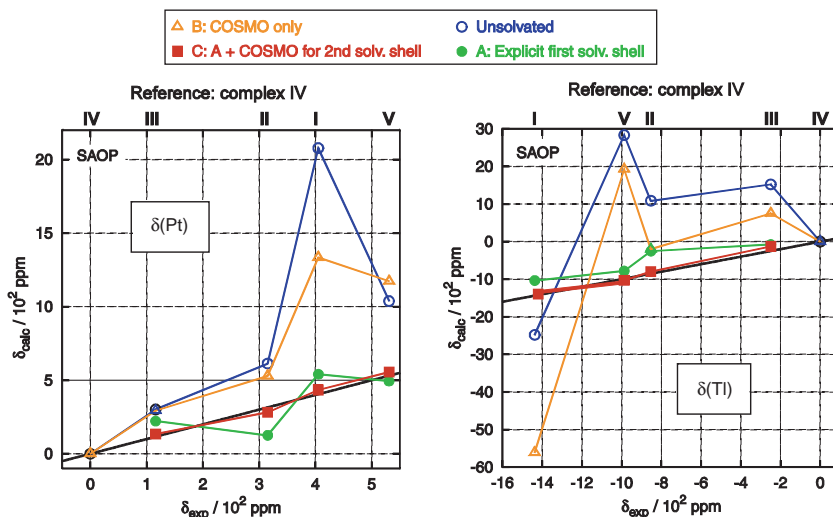 B: COSMO only
Unsolvated
C: A + COSMO for 2nd solv. shell
A: Explicit first solv. shell
Reference: complex IV
IV III II I V
SAOP
δ(Pt)
20
15
10
5
0
δcalc / 10² ppm
0 1 2 3 4 5
δexp / 10² ppm
Reference: complex IV
I V II III IV
SAOP
δ(Tl)
30
20
10
0
-10
-20
-30
-40
-50
-60
δcalc / 10² ppm
-16 -14 -12 -10 -8 -6 -4 -2 0
δexp / 10² ppm